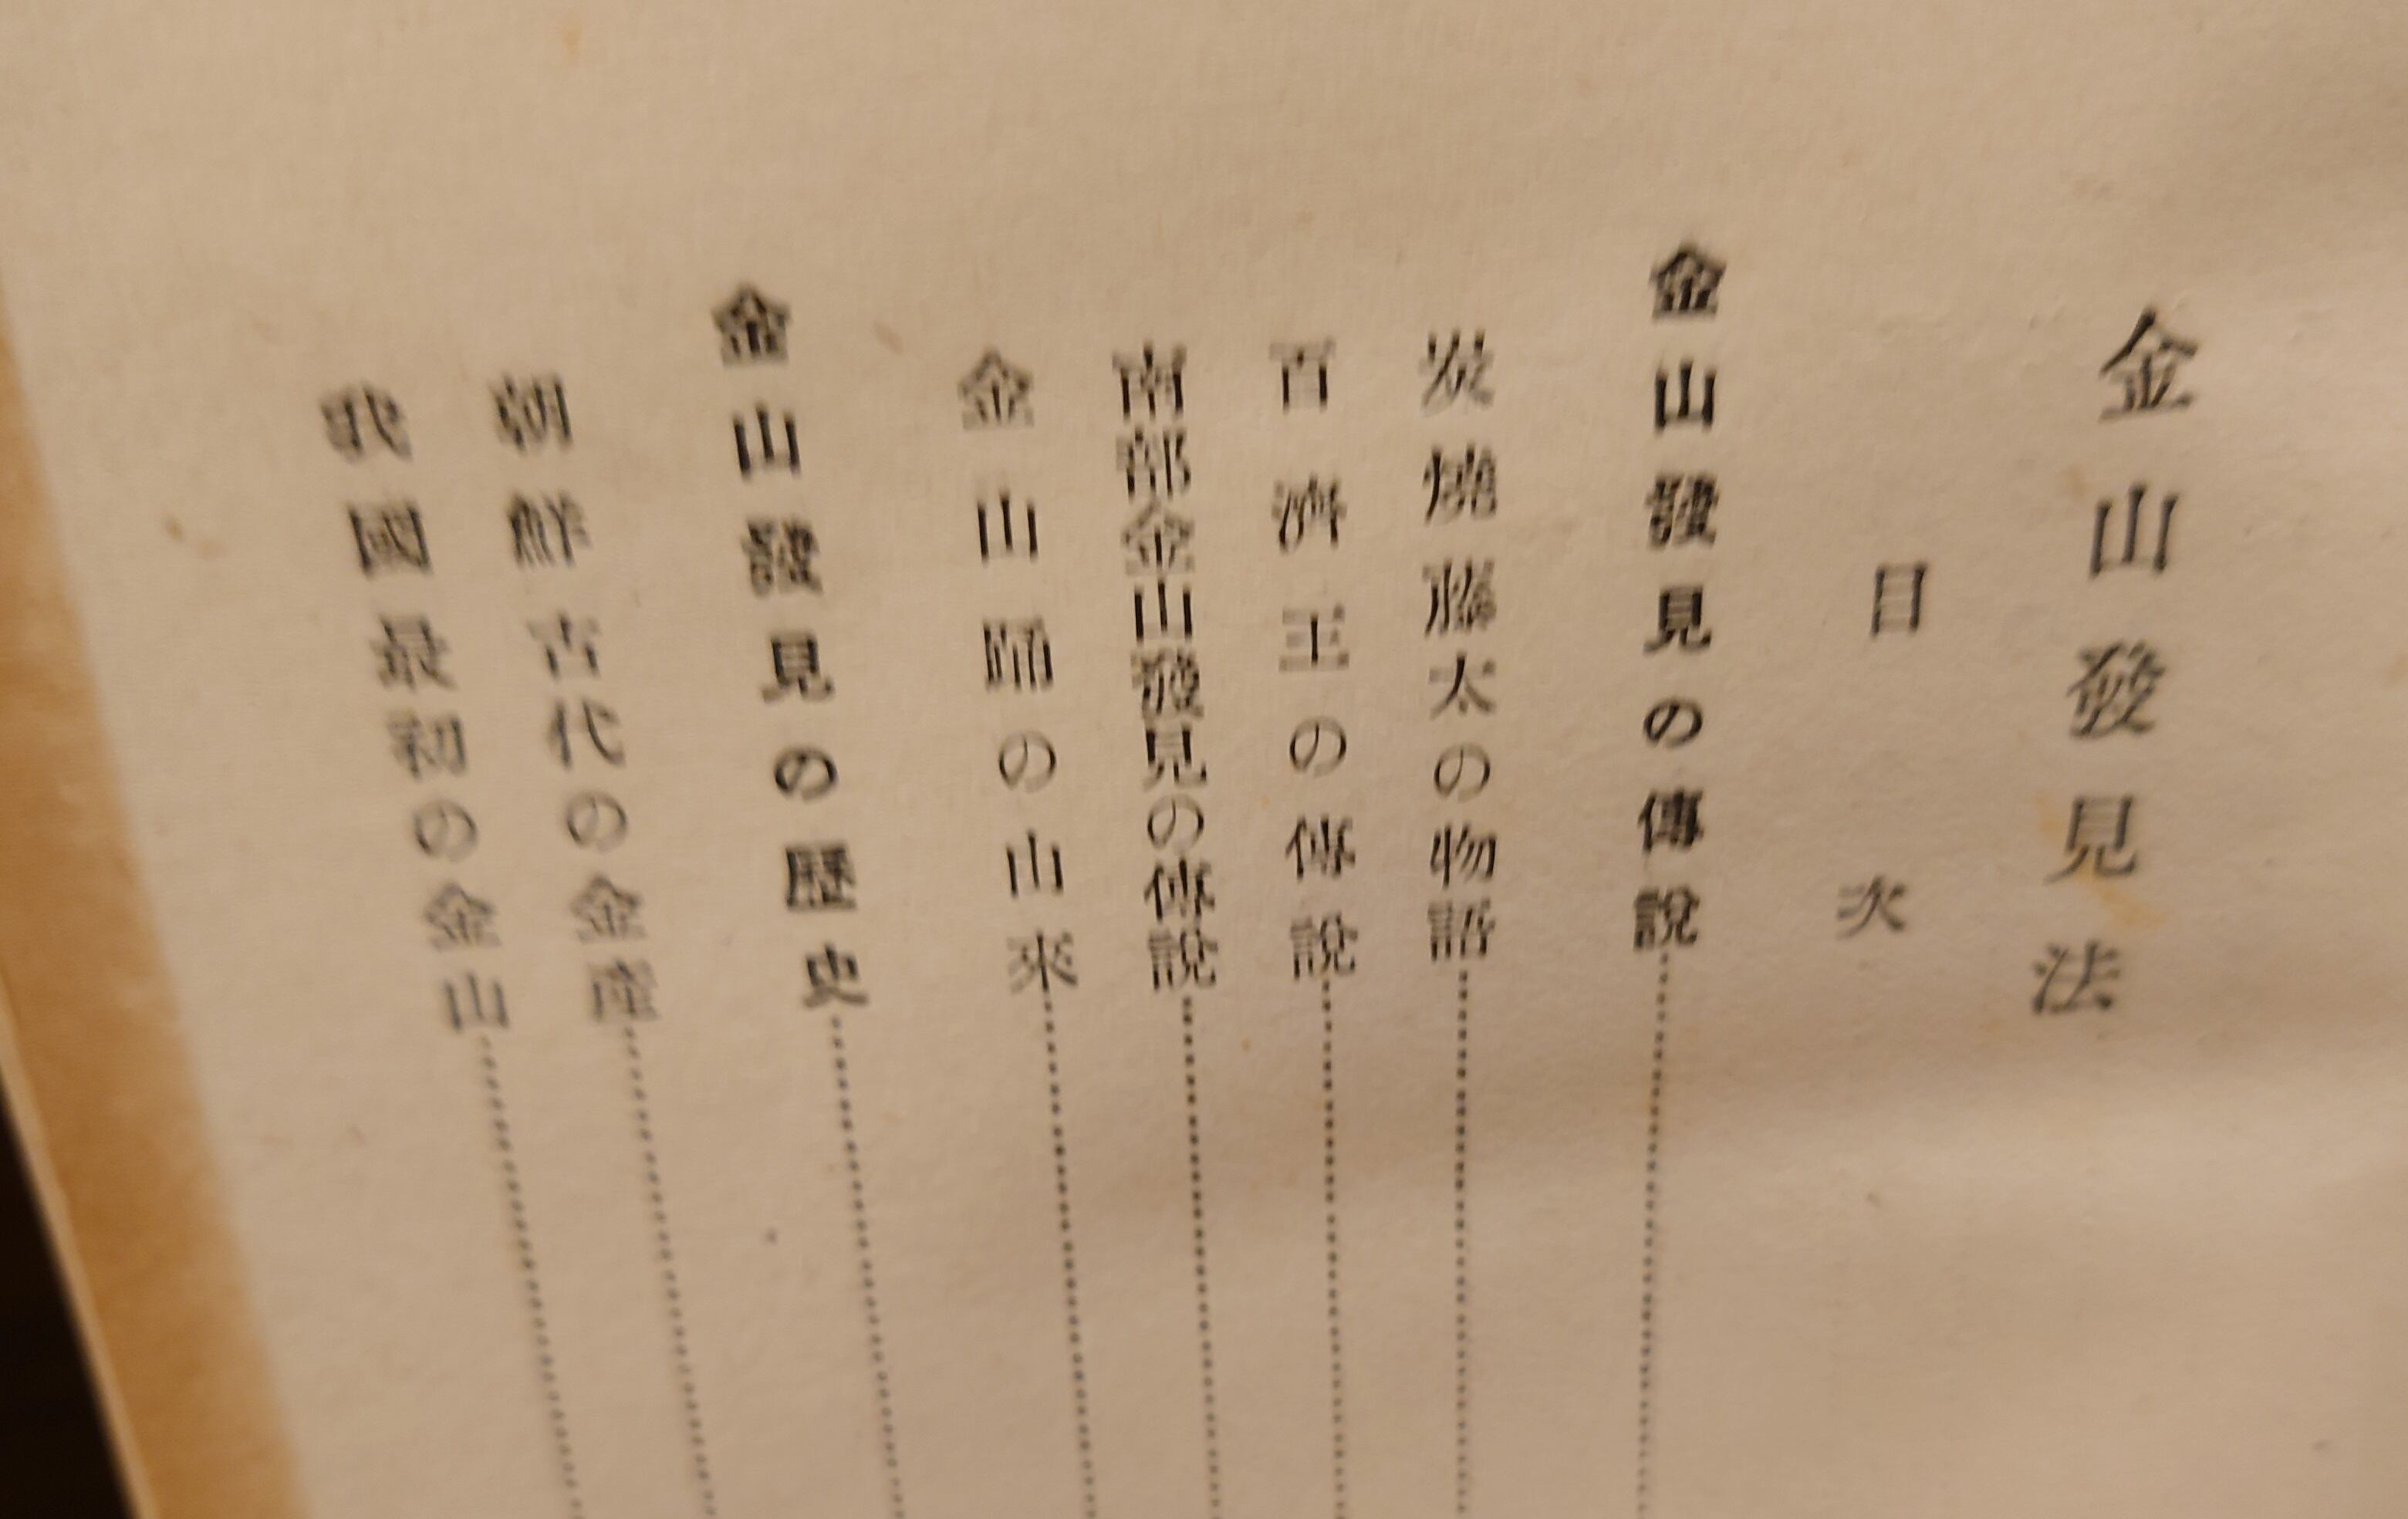 金山發見法
目次
金山發見の傳說
炭燒藤太の物語
百濟王の傳說
南部金山發見の傳說
金山踊の山來
金山發見の歷史
朝鮮古代の金產
我國最初の金山